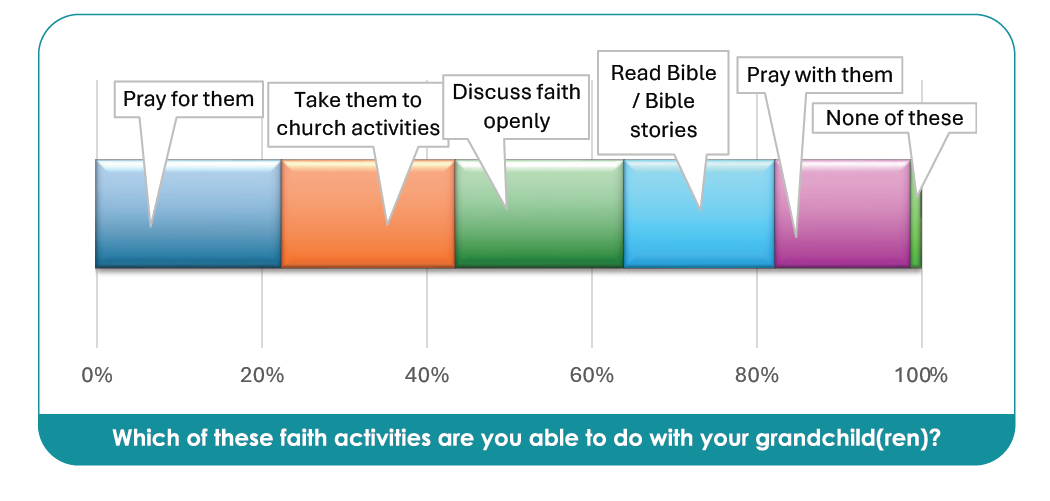 Pray for them
Take them to
church activities
Discuss faith
openly
Read Bible
/ Bible
stories
Pray with them
None of these
0%
20%
40%
60%
80%
100%
Which of these faith activities are you able to do with your grandchild(ren)?